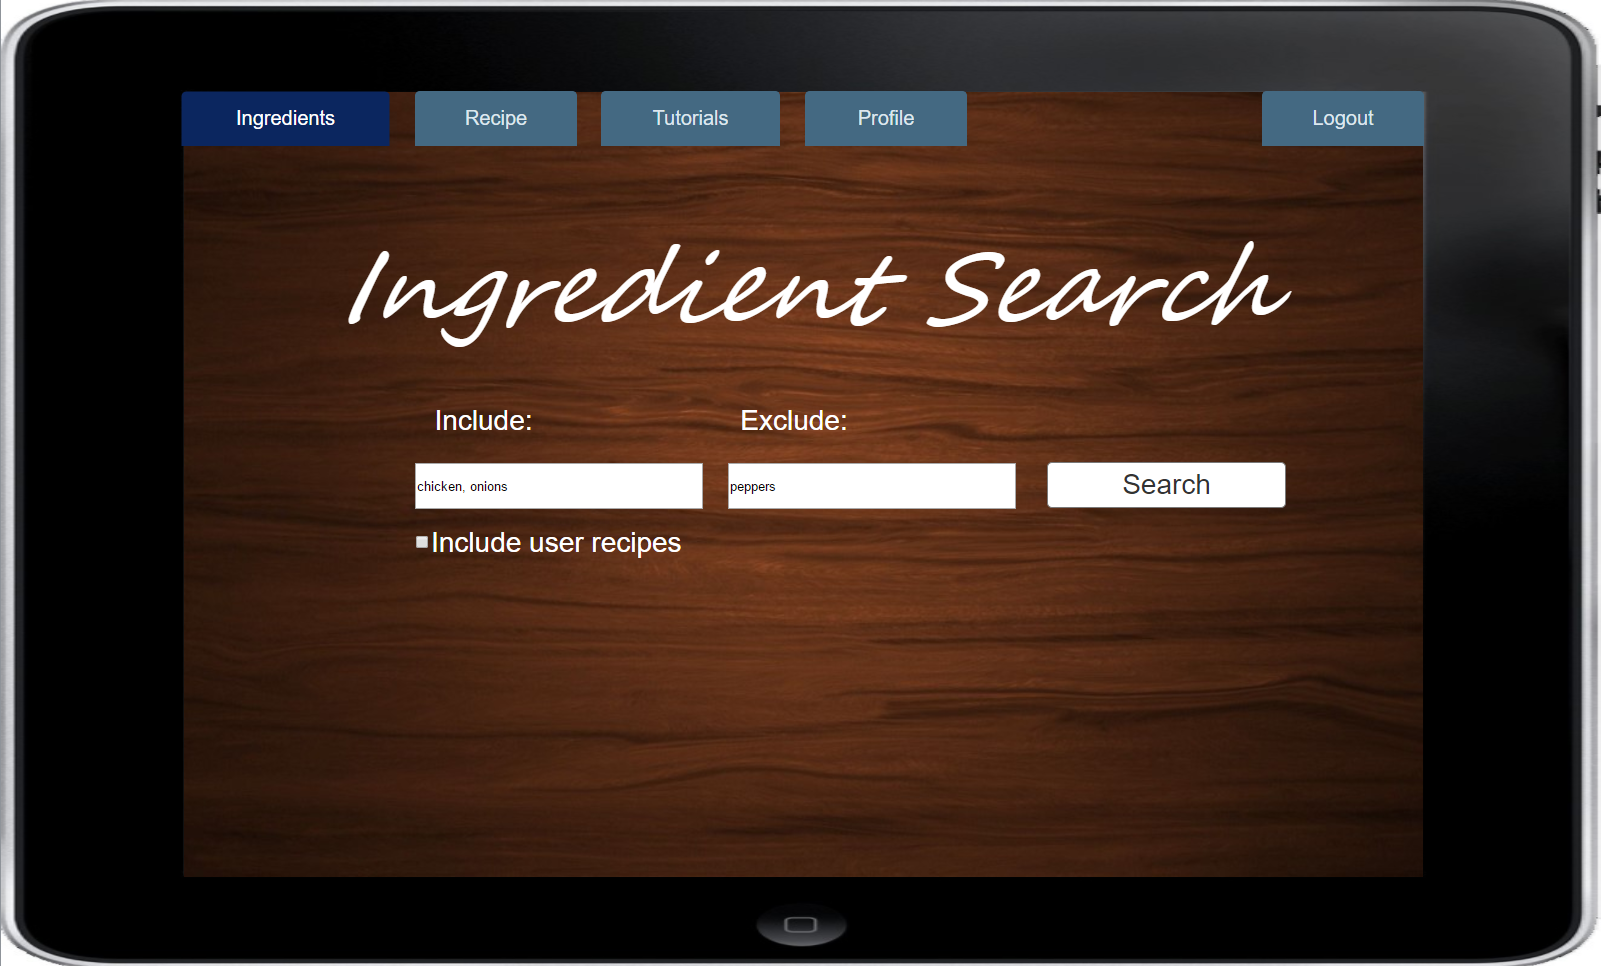 Ingredients Recipe Tutorials Profile Logout
Ingredient Search
Include: Exclude:
chicken, onions peppers Search
Include user recipes